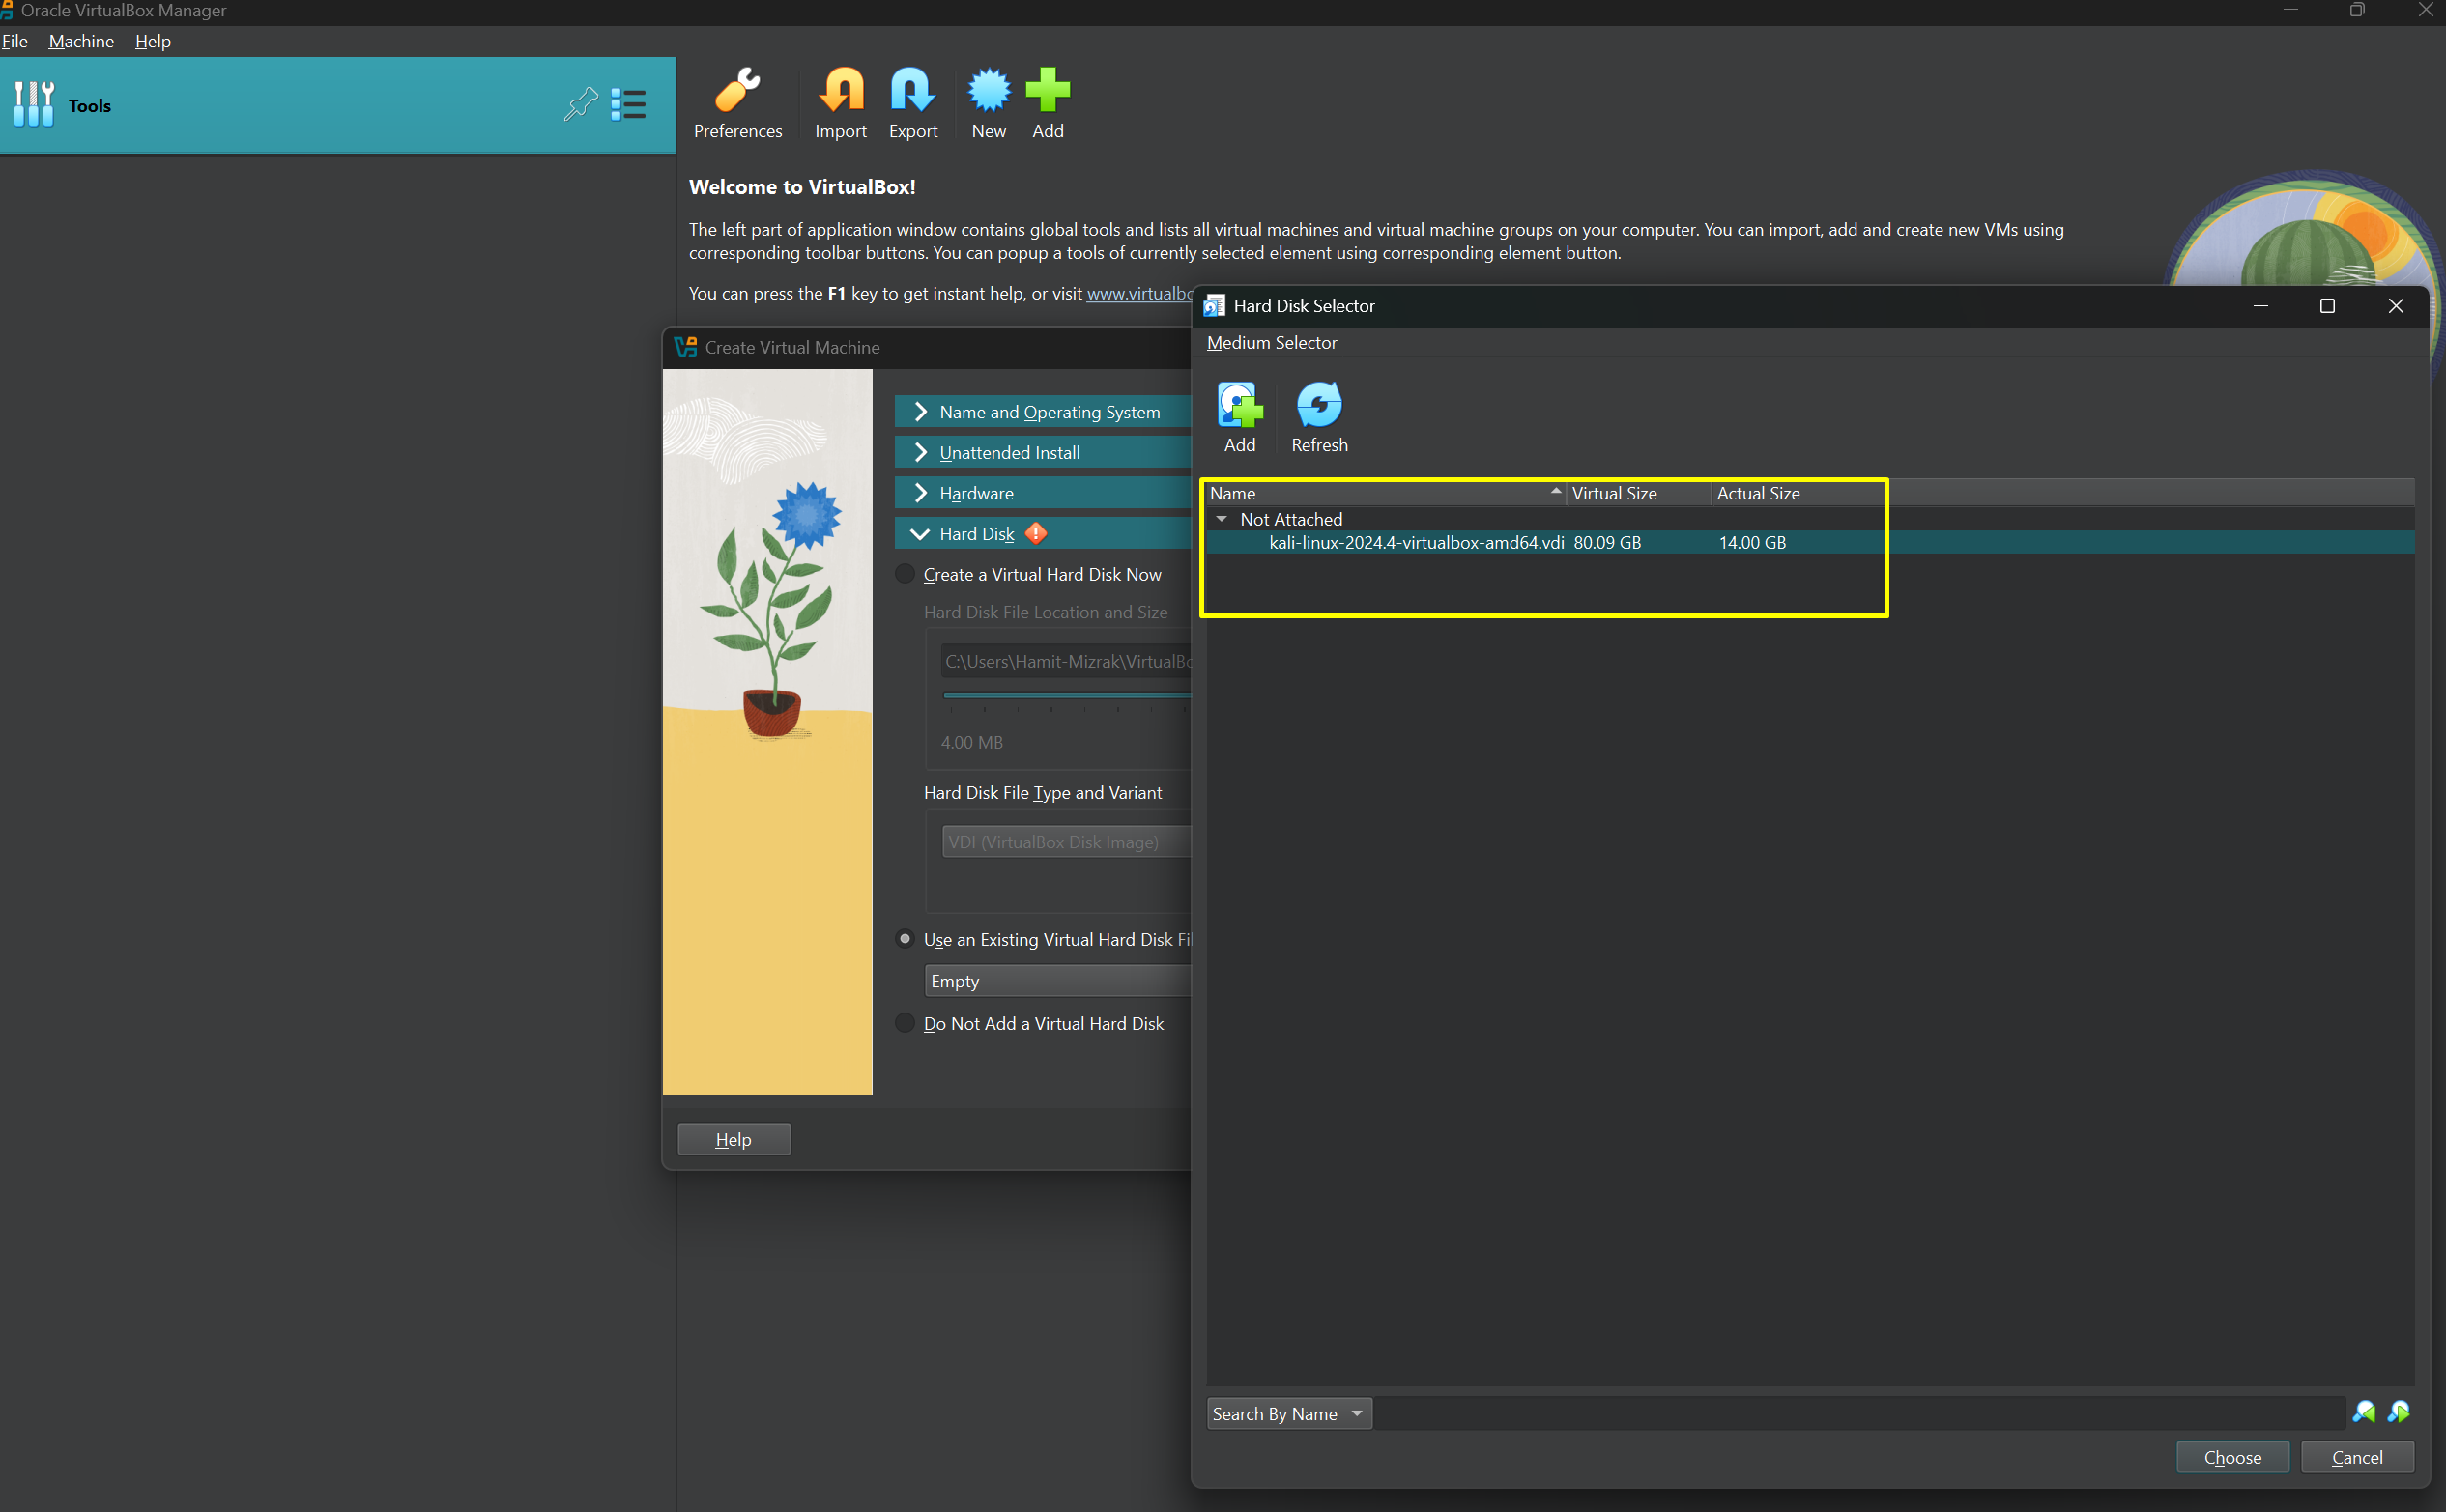 Oracle VirtualBox Manager
File Machine Help
Tools
Preferences Import Export New Add
Welcome to VirtualBox!
The left part of application window contains global tools and lists all virtual machines and virtual machine groups on your computer. You can import, add and create new VMs using
corresponding toolbar buttons. You can popup a tools of currently selected element using corresponding element button.
You can press the F1 key to get instant help, or visit www.virtualbo
Create Virtual Machine
Name and Operating System
Unattended Install
Hardware
Hard Disk
Create a Virtual Hard Disk Now
Hard Disk File Location and Size
C:\Users\Hamit-Mizrak\VirtualBo
4.00 MB
Hard Disk File Type and Variant
VDI (VirtualBox Disk Image)
Use an Existing Virtual Hard Disk Fil
Empty
Do Not Add a Virtual Hard Disk
Help
Hard Disk Selector
Medium Selector
Add Refresh
Name Virtual Size Actual Size
Not Attached
kali-linux-2024.4-virtualbox-amd64.vdi 80.09 GB 14.00 GB
Search By Name
Choose Cancel